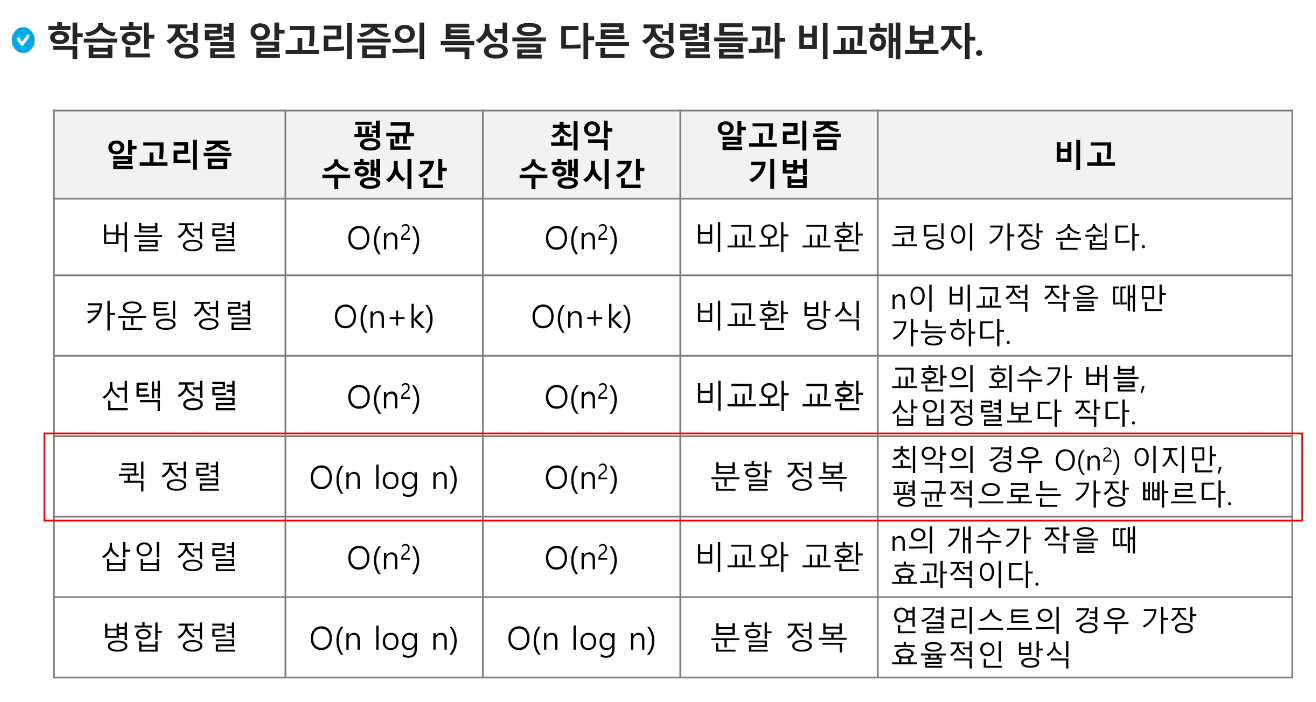 학습한 정렬 알고리즘의 특성을 다른 정렬들과 비교해보자.
알고리즘 평균 수행시간 최악 수행시간 알고리즘 기법 비고
버블 정렬 O(n²) O(n²) 비교와 교환 코딩이 가장 손쉽다.
카운팅 정렬 O(n+k) O(n+k) 비교환 방식 n이 비교적 작을 때만
가능하다.
선택 정렬 O(n²) O(n²) 비교와 교환 교환의 회수가 버블,
삽입정렬보다 작다.
퀵 정렬 O(n log n) O(n²) 분할 정복 최악의 경우 O(n²) 이지만,
평균적으로는 가장 빠르다.
삽입 정렬 O(n²) O(n²) 비교와 교환 n의 개수가 작을 때
효과적이다.
병합 정렬 O(n log n) O(n log n) 분할 정복 연결리스트의 경우 가장
효율적인 방식